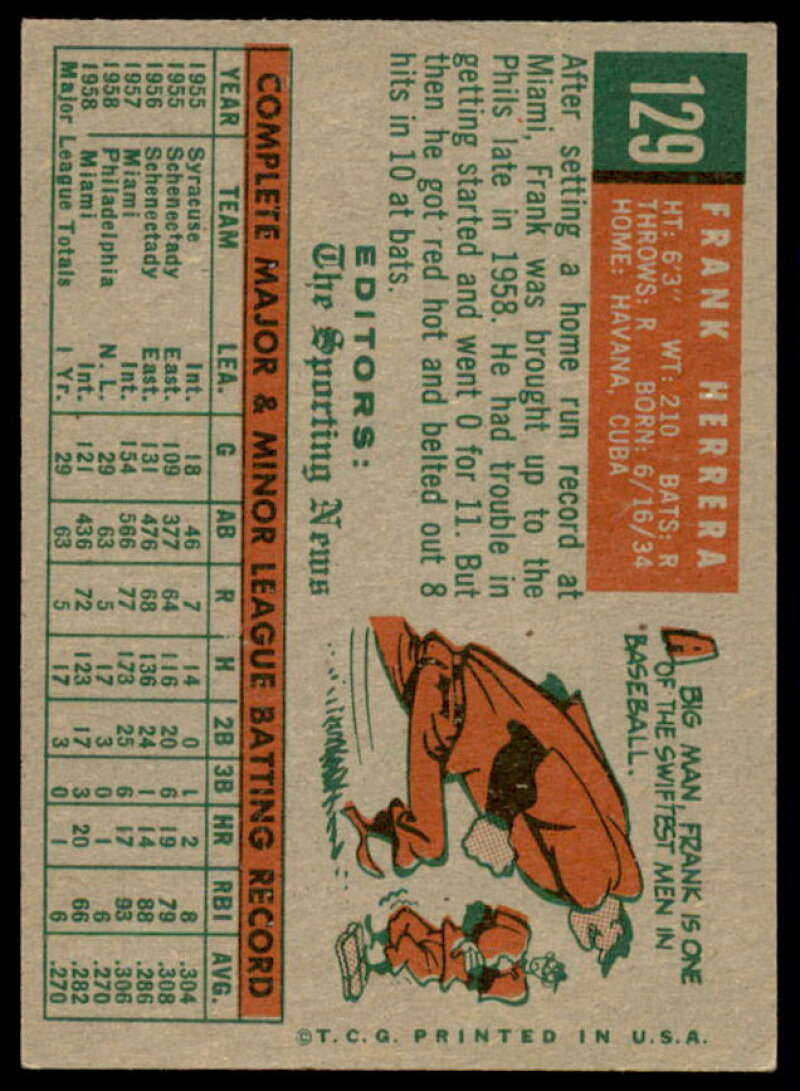 129
FRANK HERRERA
HT: 6'3" WT: 210 BATS: R
THROWS: R BORN: 6/16/34
HOME: HAVANA, CUBA
After setting a home run record at
Miami, Frank was brought up to the
Phils late in 1958. He had trouble in
getting started and went 0 for 11. But
then he got red hot and belted out 8
hits in 10 at bats.
EDITORS:
The Sporting News
A BIG MAN, FRANK IS ONE
OF THE SWIFTEST MEN IN
BASEBALL.
COMPLETE MAJOR & MINOR LEAGUE BATTING RECORD
YEAR TEAM LEA. G AB R H 2B 3B HR RBI AVG.
1955 Syracuse Int. 18 46 7 14 0 1 2 8 .304
1955 Schenectady East. 109 377 64 116 20 6 19 79 .308
1956 Schenectady East. 131 476 68 136 24 1 14 88 .286
1957 Miami Int. 154 566 77 173 25 6 17 93 .306
1958 Philadelphia N. L. 29 63 5 17 3 0 1 6 .270
1958 Miami Int. 121 436 72 123 17 3 20 66 .282
Major League Totals 1 Yr. 29 63 5 17 3 0 1 6 .270
©T.C.G. PRINTED IN U.S.A.